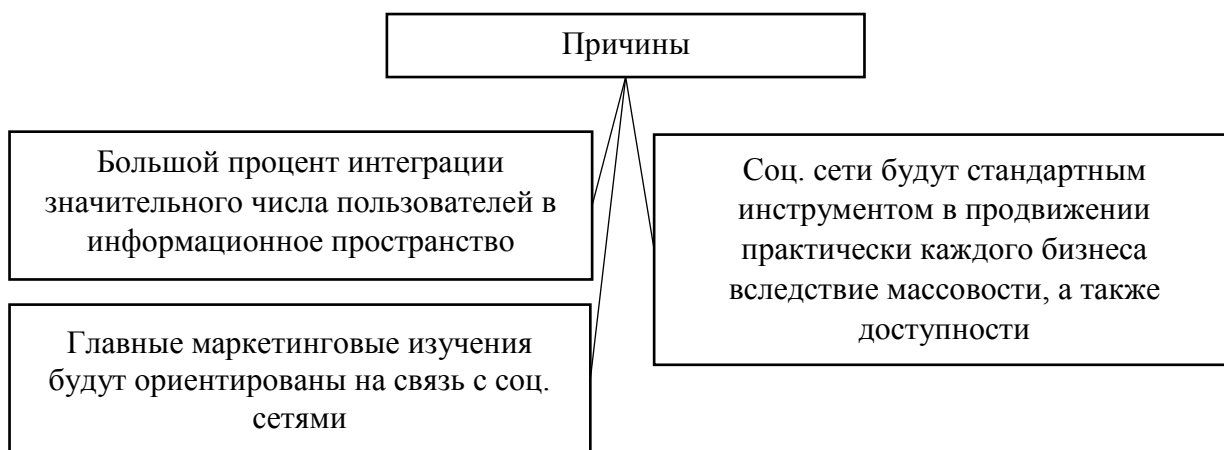 Причины
Большой процент интеграции
значительного числа пользователей в
информационное пространство
Соц. сети будут стандартным
инструментом в продвижении
практически каждого бизнеса
вследствие массовости, а также
доступности
Главные маркетинговые изучения
будут ориентированы на связь с соц.
сетями